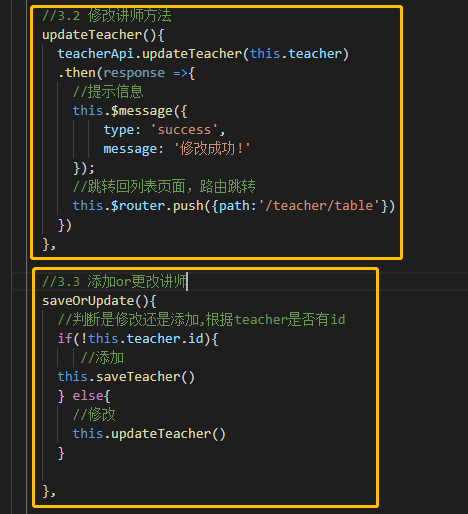 //3.2 修改讲师方法
updateTeacher(){
teacherApi.updateTeacher(this.teacher)
.then(response =>{
//提示信息
this.$message({
type: 'success',
message: '修改成功!'
});
//跳转回列表页面，路由跳转
this.$router.push({path:'/teacher/table'})
})
},
//3.3 添加or更改讲师
saveOrUpdate(){
//判断是修改还是添加,根据teacher是否有id
if(!this.teacher.id){
//添加
this.saveTeacher()
} else{
//修改
this.updateTeacher()
}
},